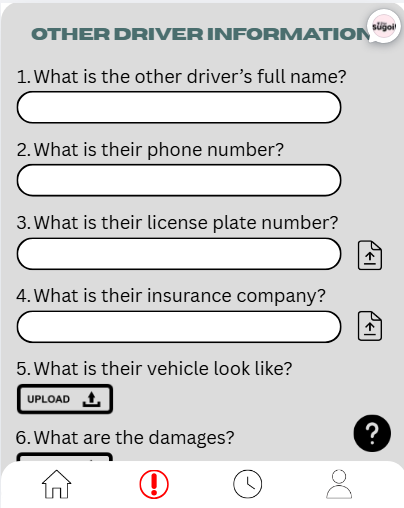 OTHER DRIVER INFORMATION
sugoi!
1. What is the other driver's full name?
2. What is their phone number?
3. What is their license plate number?
4. What is their insurance company?
5. What is their vehicle look like?
UPLOAD
6. What are the damages?
?